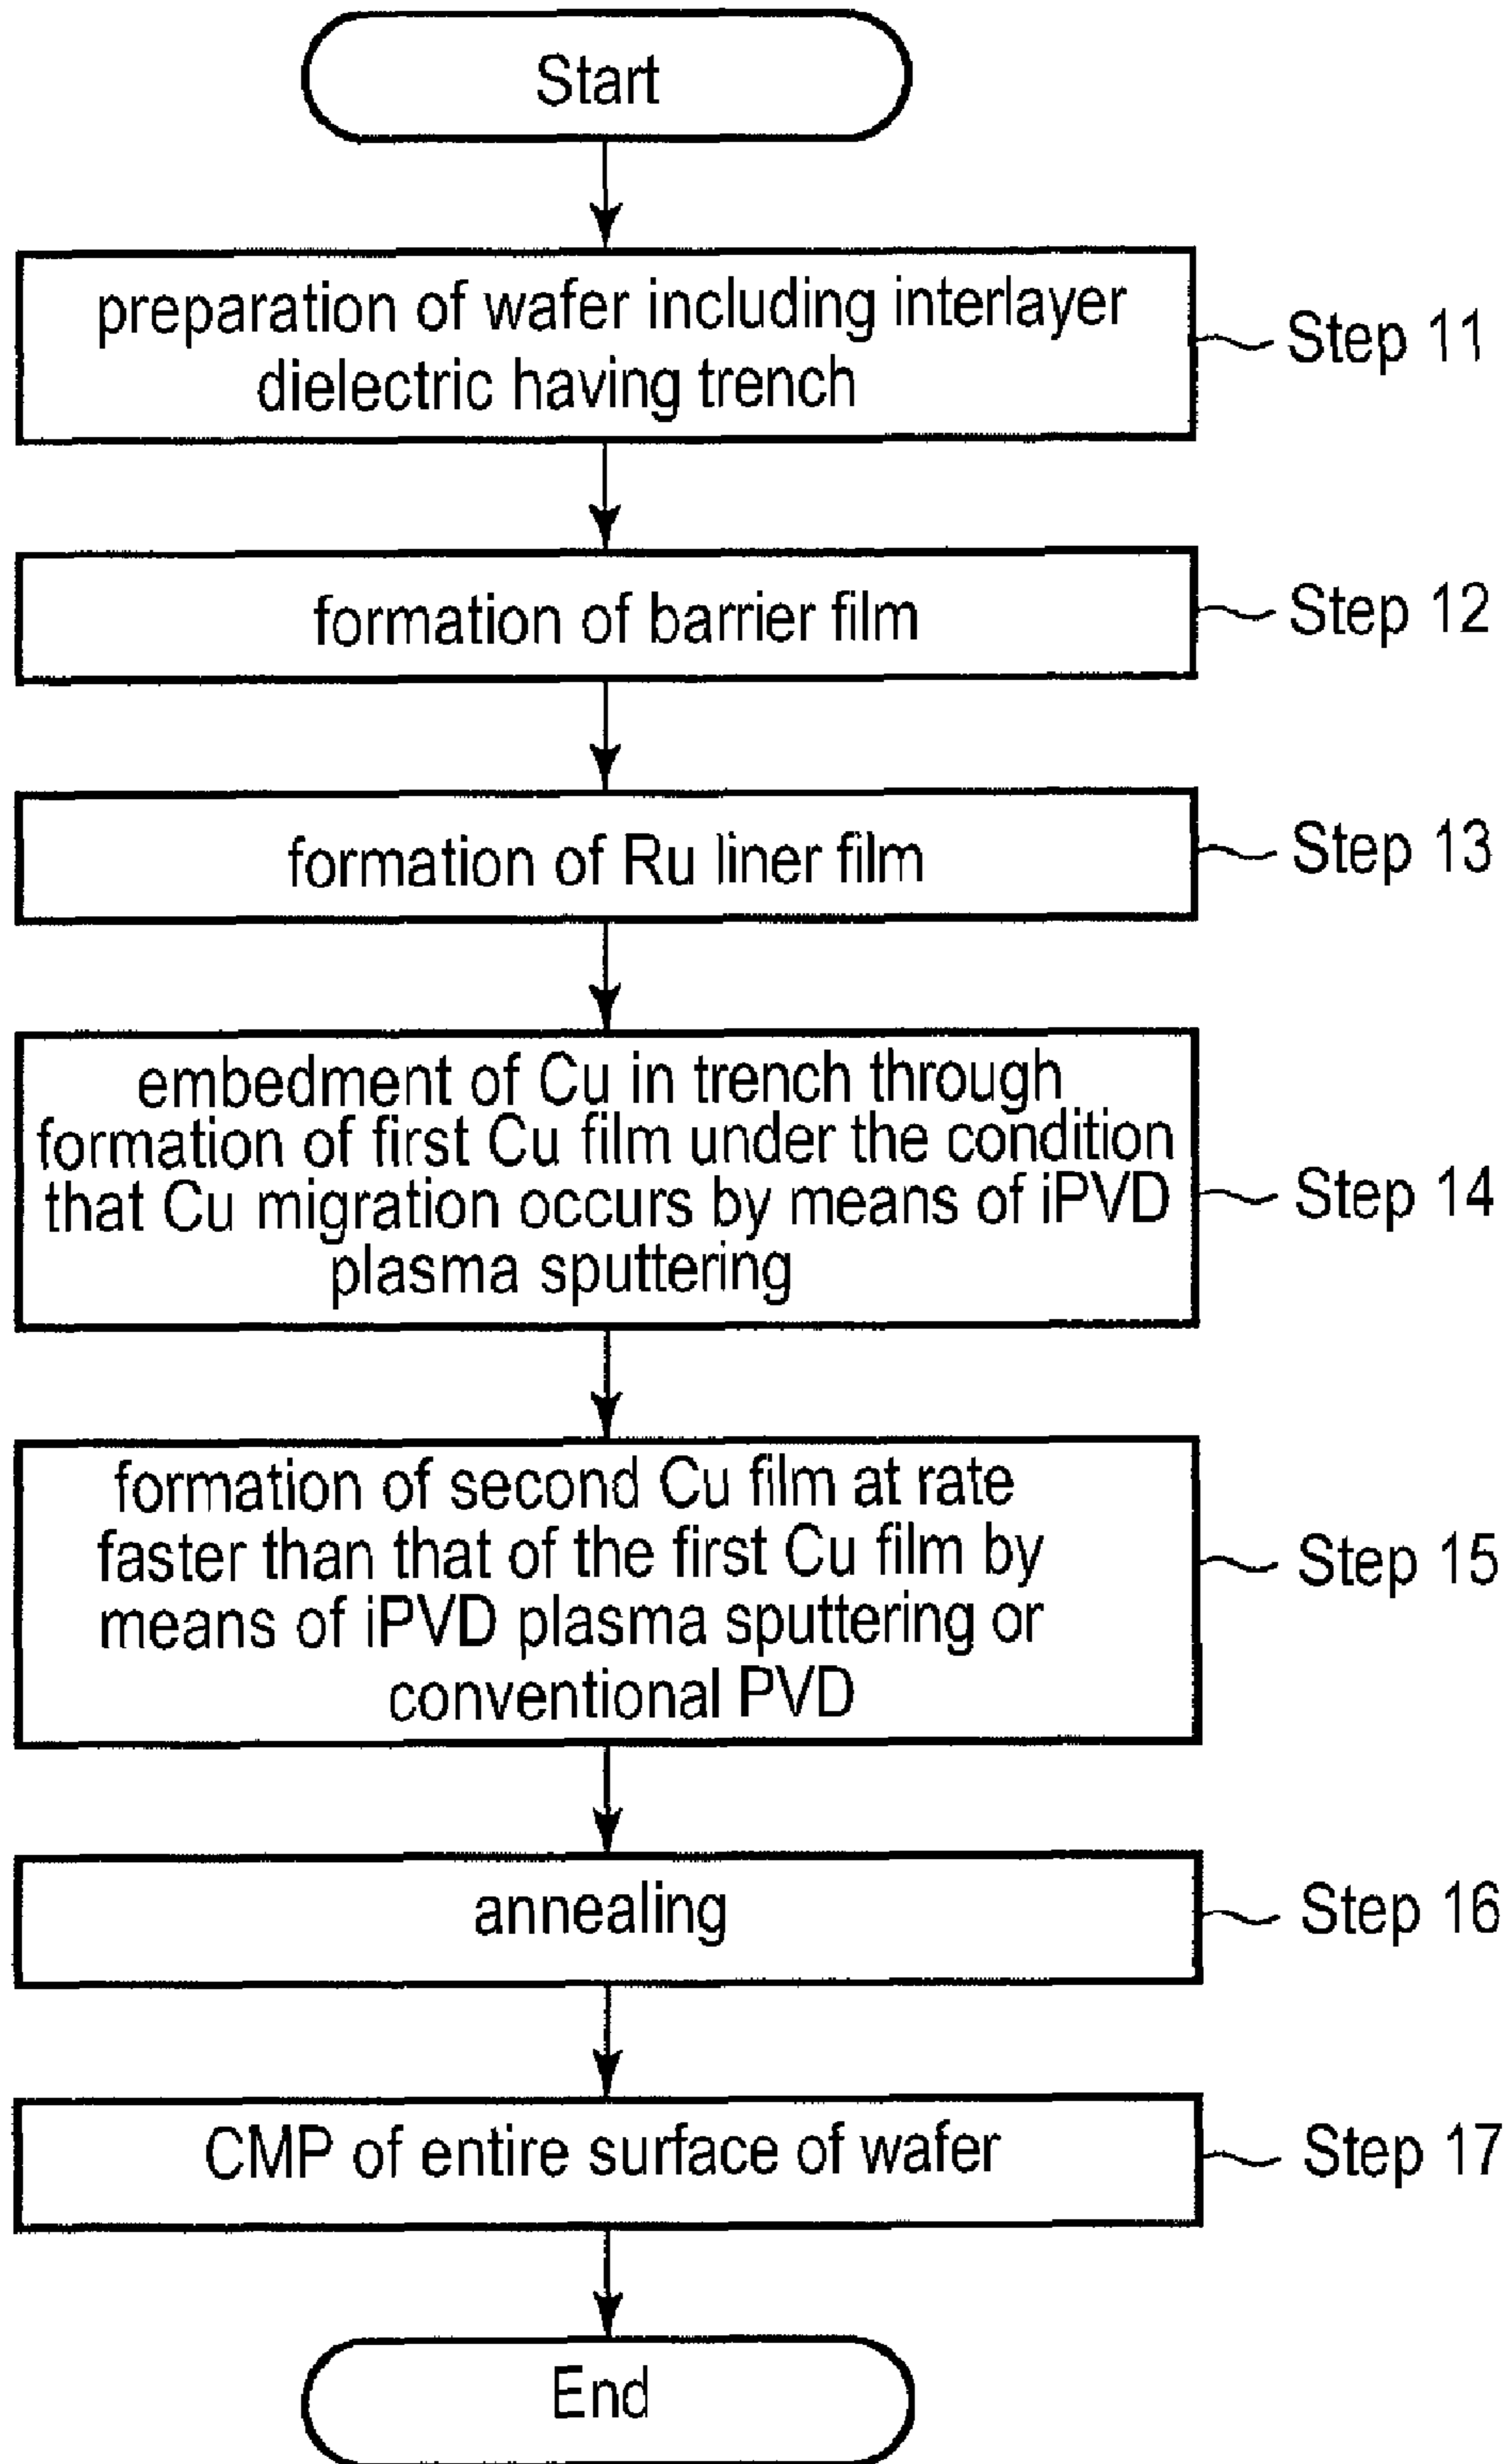 Start
preparation of wafer including interlayer
dielectric having trench
Step 11
formation of barrier film
Step 12
formation of Ru liner film
Step 13
embedment of Cu in trench through
formation of first Cu film under the condition
that Cu migration occurs by means of iPVD
plasma sputtering
Step 14
formation of second Cu film at rate
faster than that of the first Cu film by
means of iPVD plasma sputtering or
conventional PVD
Step 15
annealing
Step 16
CMP of entire surface of wafer
Step 17
End